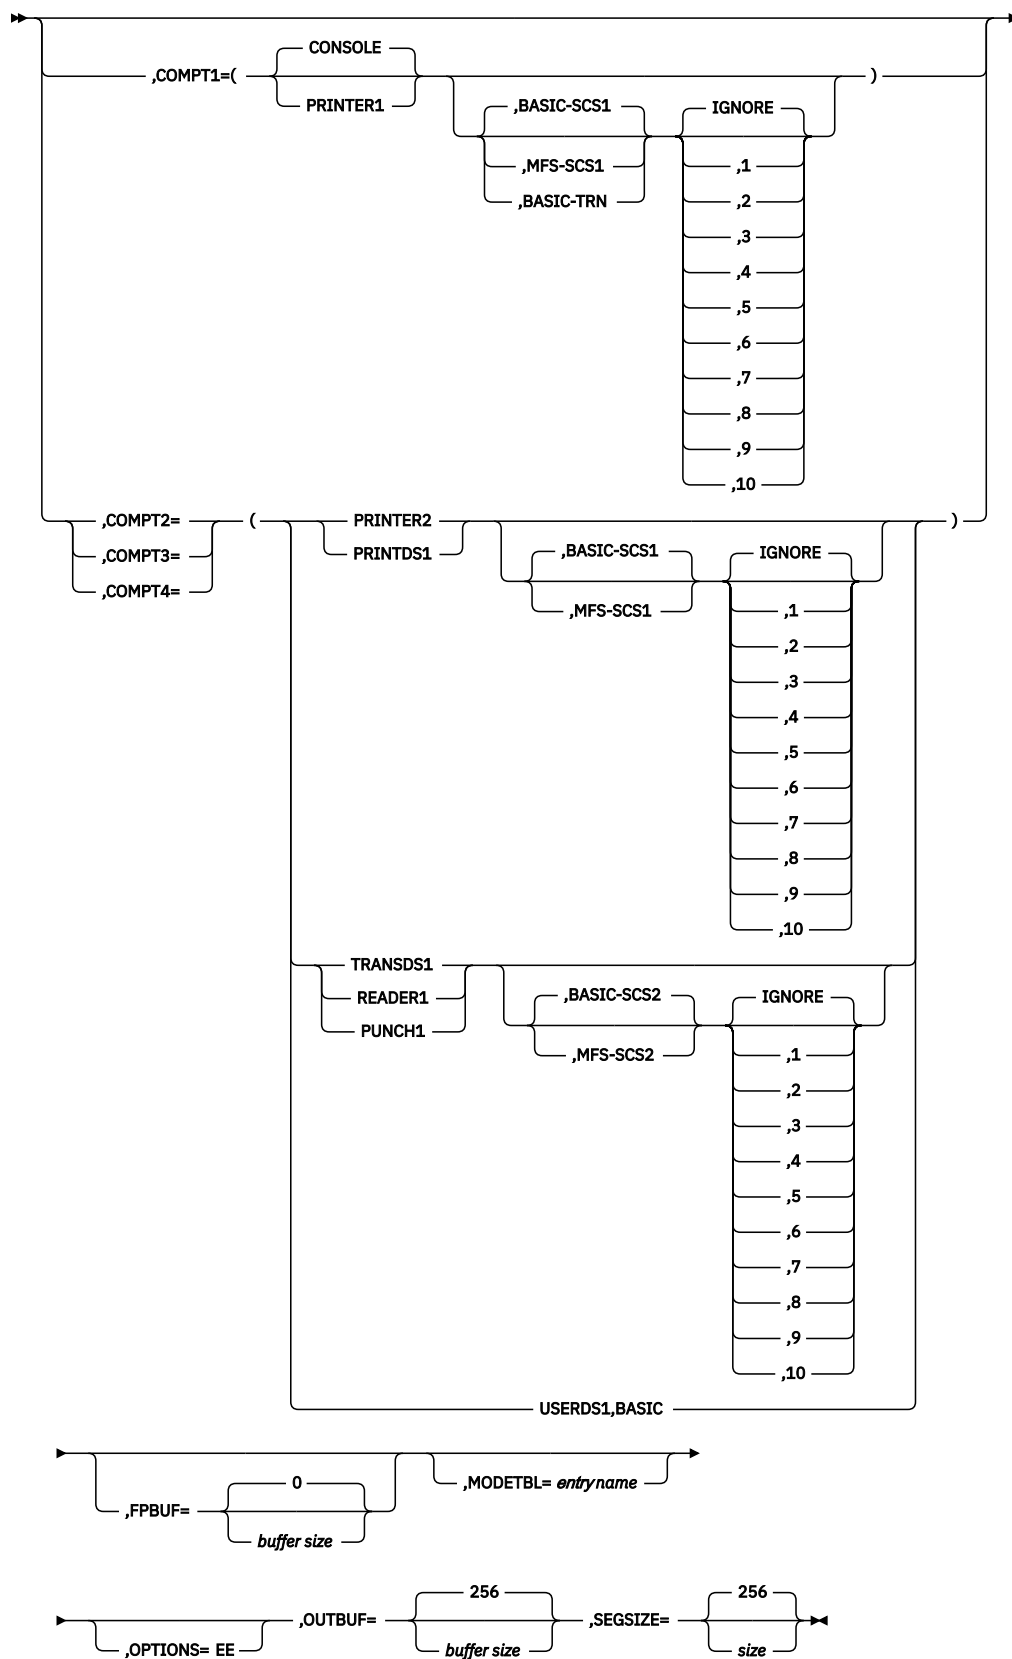 CONSOLE
,COMPT1=( )
PRINTER1
,BASIC-SCS1 IGNORE
,MFS-SCS1 ,1
,BASIC-TRN ,2
,3
,4
,5
,6
,7
,8
,9
,10
,COMPT2= ( PRINTER2 )
,COMPT3= PRINTDS1 ,BASIC-SCS1 IGNORE
,COMPT4=
,MFS-SCS1 ,1
,2
,3
,4
,5
,6
,7
,8
,9
,10
TRANSDS1
READER1 ,BASIC-SCS2 IGNORE
PUNCH1
,MFS-SCS2 ,1
,2
,3
,4
,5
,6
,7
,8
,9
,10
USERDS1,BASIC
0 ,MODETBL= entryname
,FPBUF=
buffer size
256 256
,OUTBUF= ,SEGSIZE=
,OPTIONS= EE buffer size size